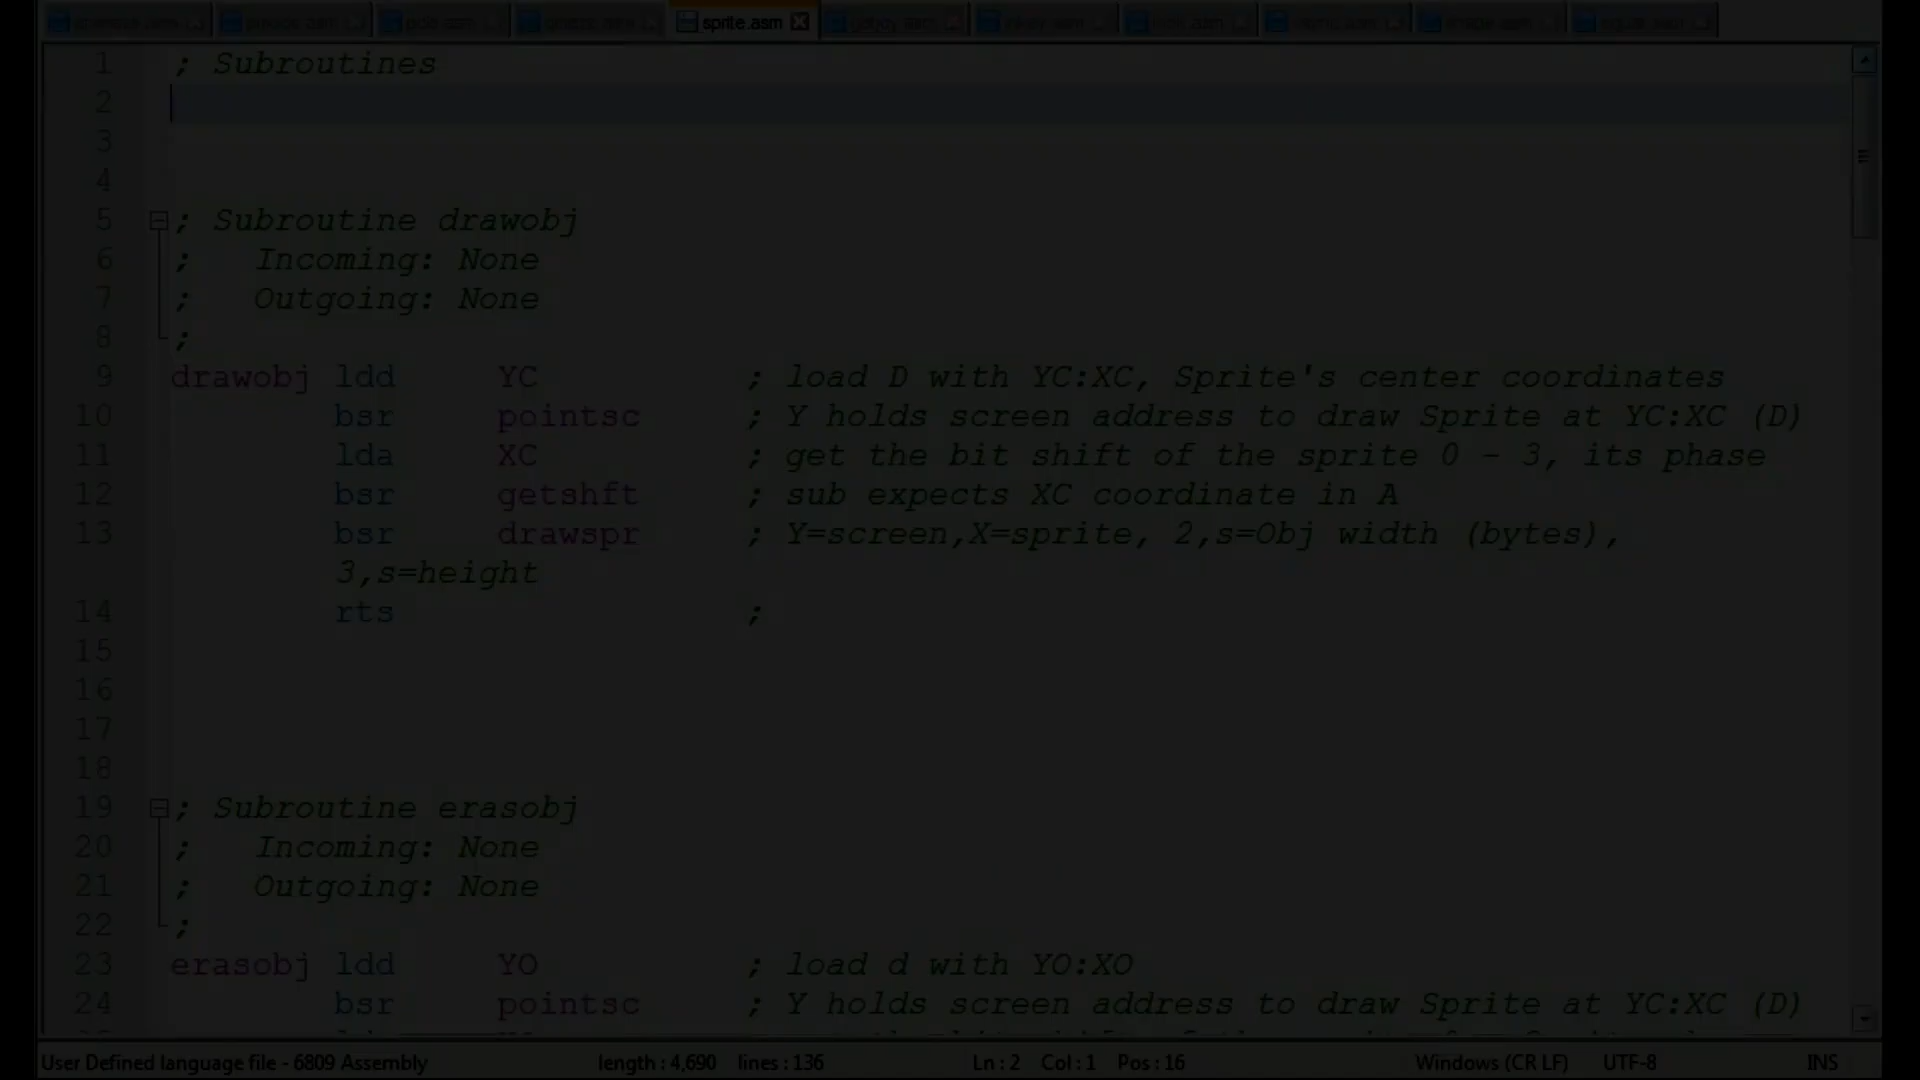 sprite.asm
1 ; Subroutines
2
3
4
5 ; Subroutine drawobj
6 ; Incoming: None
7 ; Outgoing: None
8 ;
9 drawobj ldd YC ; load D with YC:XC, Sprite's center coordinates
10 bsr pointsc ; Y holds screen address to draw Sprite at YC:XC (D)
11 lda XC ; get the bit shift of the sprite 0 - 3, its phase
12 bsr getshft ; sub expects XC coordinate in A
13 bsr drawspr ; Y=screen,X=sprite, 2,s=Obj width (bytes),
3,s=height
14 rts ;
15
16
17
18
19 ; Subroutine erasobj
20 ; Incoming: None
21 ; Outgoing: None
22 ;
23 erasobj ldd YO ; load d with YO:XO
24 bsr pointsc ; Y holds screen address to draw Sprite at YC:XC (D)
User Defined language file - 6809 Assembly length : 4,690 lines : 136 Ln : 2 Col : 1 Pos : 16 Windows (CR LF) UTF-8 INS